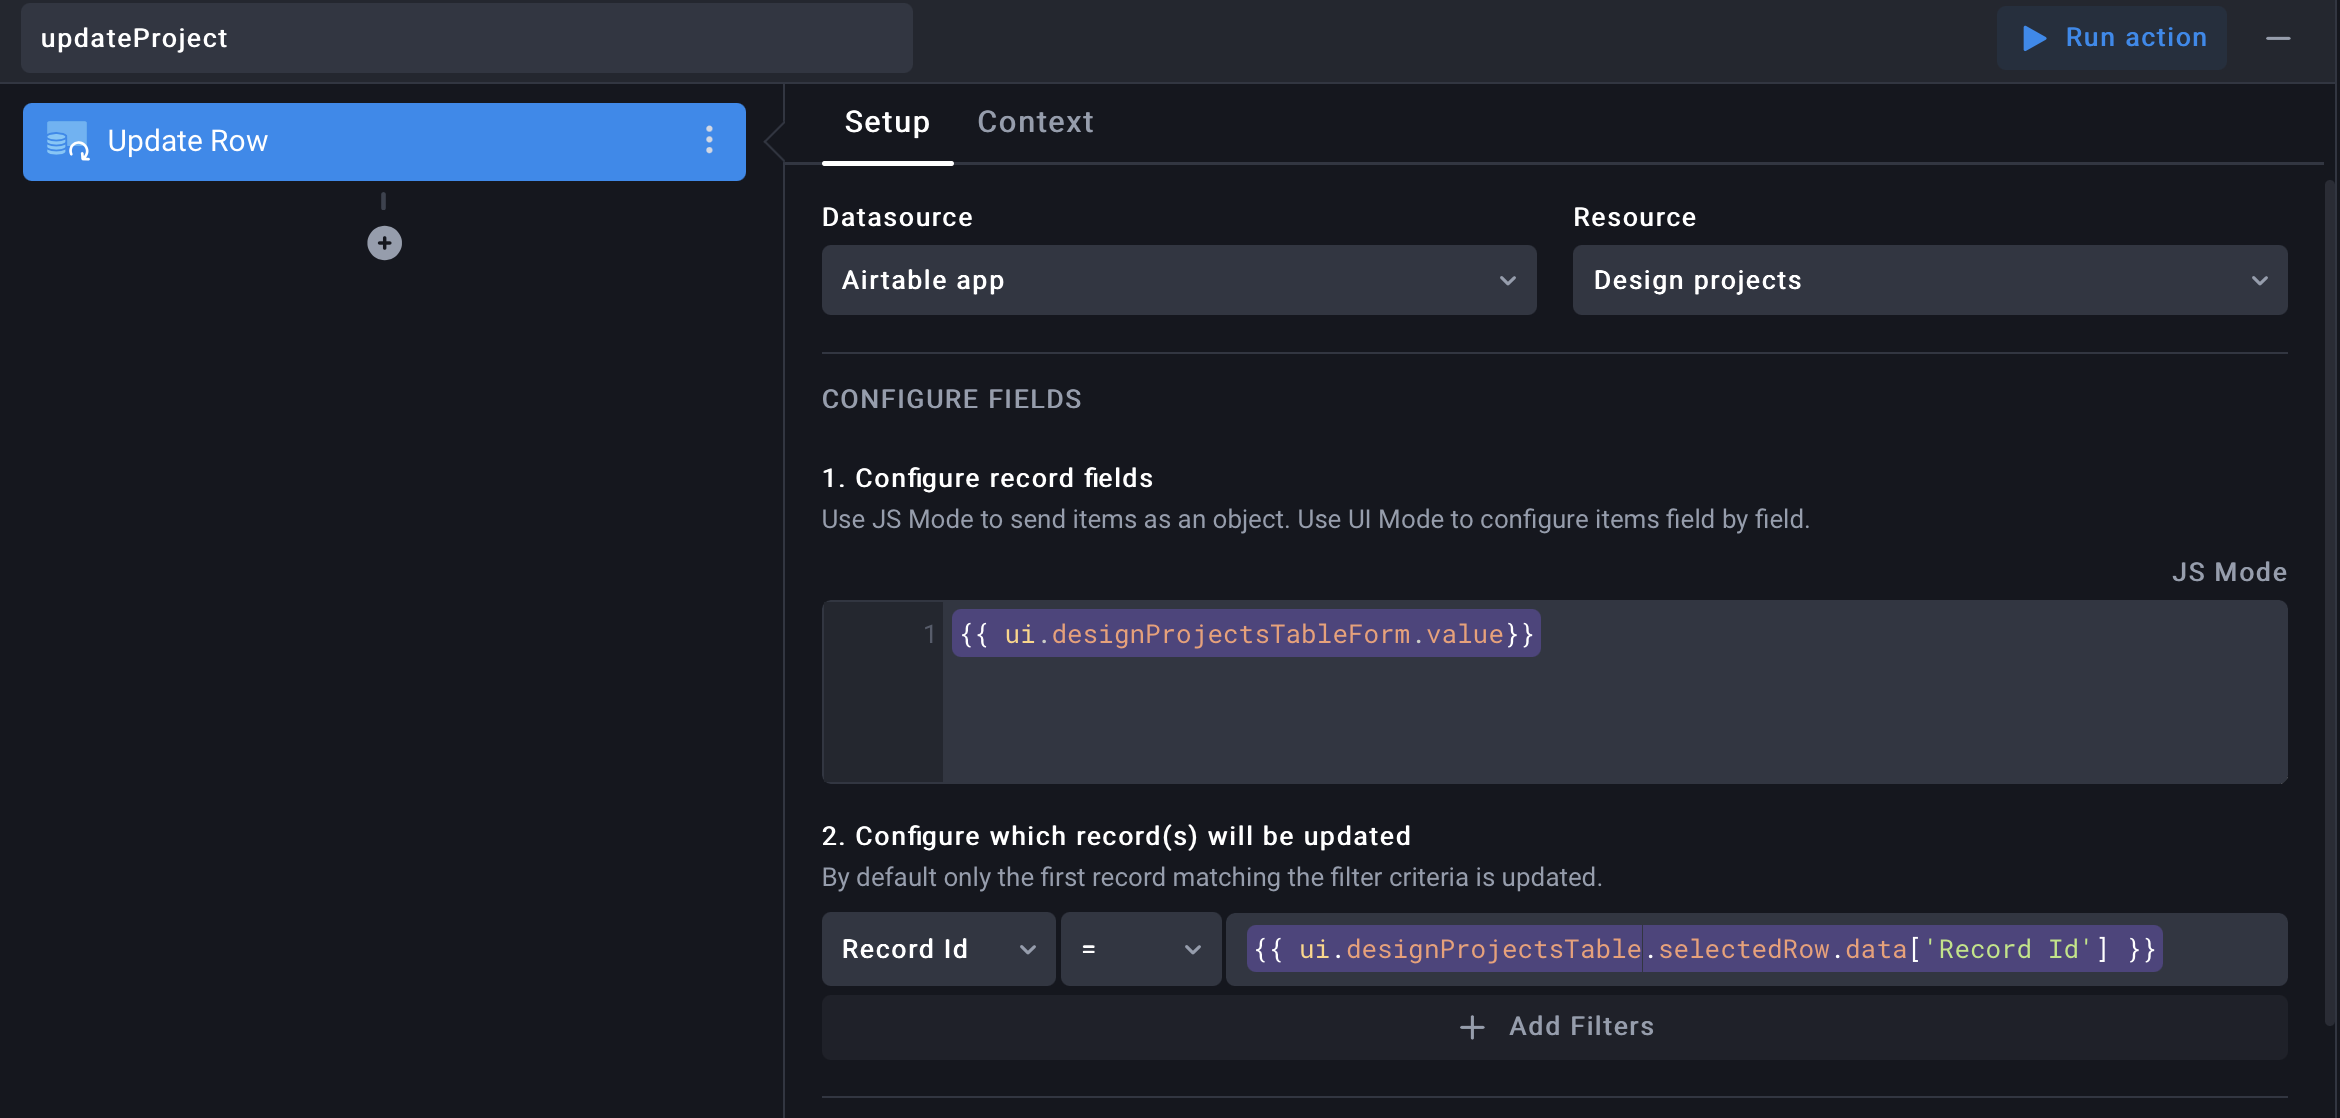 updateProject
Run action
Update Row
Setup
Context
Datasource
Resource
Airtable app
Design projects
CONFIGURE FIELDS
1. Configure record fields
Use JS Mode to send items as an object. Use UI Mode to configure items field by field.
JS Mode
1
{{ ui.designProjectsTableForm.value}}
2. Configure which record(s) will be updated
By default only the first record matching the filter criteria is updated.
Record Id
=
{{ ui.designProjectsTable.selectedRow.data['Record Id'] }}
Add Filters